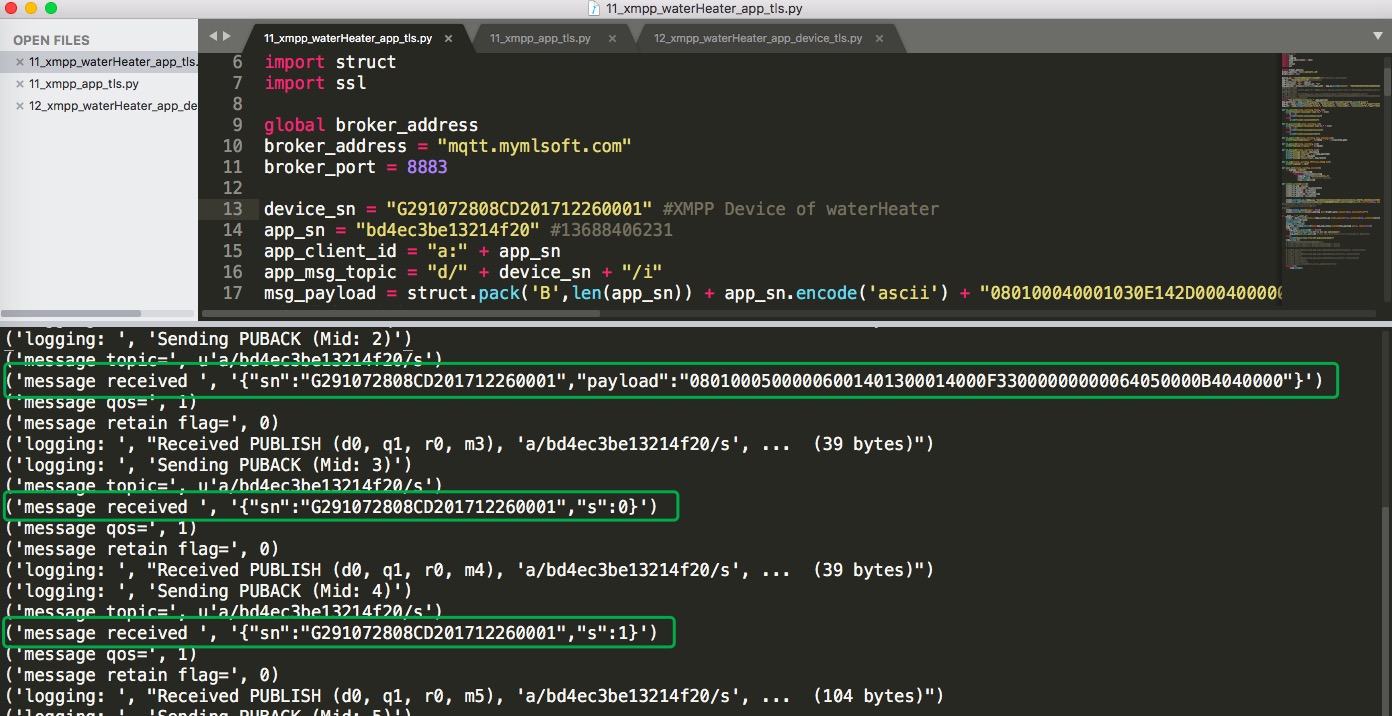 11_xmpp_waterHeater_app_tls.py
OPEN FILES
11_xmpp_waterHeater_app_tls.
11_xmpp_app_tls.py
12_xmpp_waterHeater_app_de
11_xmpp_waterHeater_app_tls.py
11_xmpp_app_tls.py
12_xmpp_waterHeater_app_device_tls.py
6 import struct
7 import ssl
8
9 global broker_address
10 broker_address = "mqtt.mymlsoft.com"
11 broker_port = 8883
12
13 device_sn = "G291072808CD201712260001" #XMPP Device of waterHeater
14 app_sn = "bd4ec3be13214f20" #13688406231
15 app_client_id = "a:" + app_sn
16 app_msg_topic = "d/" + device_sn + "/i"
17 msg_payload = struct.pack('B',len(app_sn)) + app_sn.encode('ascii') + "080100040001030E142D000400000
('logging: ', 'Sending PUBACK (Mid: 2)')
('message topic=', u'a/bd4ec3be13214f20/s')
('message received ', '{"sn":"G291072808CD201712260001","payload":"08010005000006001401300014000F33000000000064050000B4040000"}')
('message qos=', 1)
('message retain flag=', 0)
('logging: ', "Received PUBLISH (d0, q1, r0, m3), 'a/bd4ec3be13214f20/s', ... (39 bytes)")
('logging: ', 'Sending PUBACK (Mid: 3)')
('message topic=', u'a/bd4ec3be13214f20/s')
('message received ', '{"sn":"G291072808CD201712260001","s":0}')
('message qos=', 1)
('message retain flag=', 0)
('logging: ', "Received PUBLISH (d0, q1, r0, m4), 'a/bd4ec3be13214f20/s', ... (39 bytes)")
('logging: ', 'Sending PUBACK (Mid: 4)')
('message topic=', u'a/bd4ec3be13214f20/s')
('message received ', '{"sn":"G291072808CD201712260001","s":1}')
('message qos=', 1)
('message retain flag=', 0)
('logging: ', "Received PUBLISH (d0, q1, r0, m5), 'a/bd4ec3be13214f20/s', ... (104 bytes)")
('logging: ', 'Sending PUBACK (Mid: 5)')